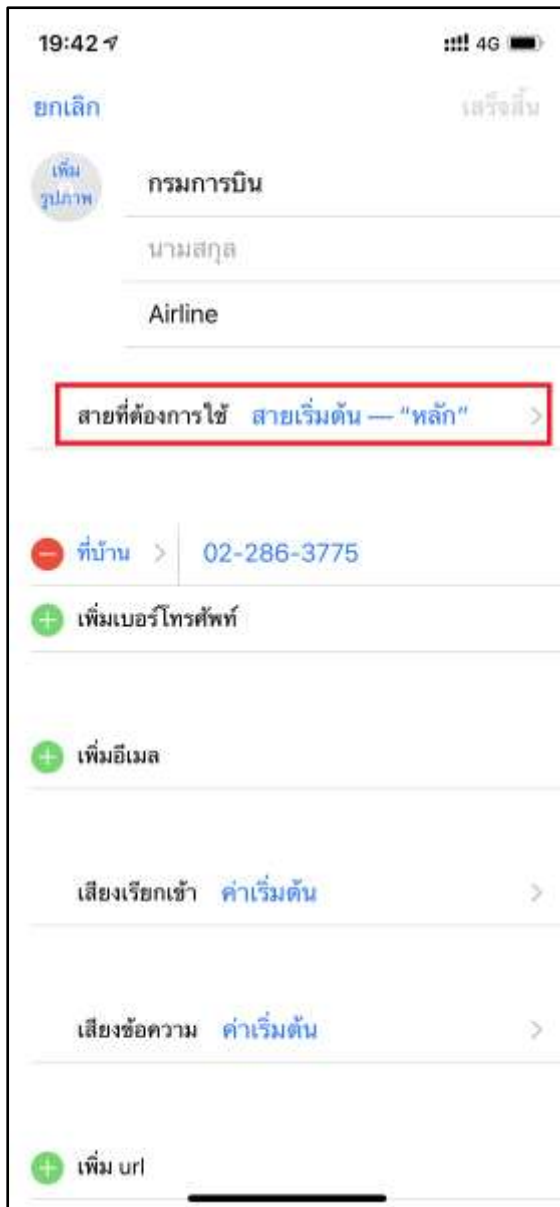 19:42
4G
ยกเลิก เสร็จสิ้น
เพิ่ม
รูปภาพ
กรมการบิน
นามสกุล
Airline
สายที่ต้องการใช้ สายเริ่มต้น — “หลัก”
ที่บ้าน 02-286-3775
เพิ่มเบอร์โทรศัพท์
เพิ่มอีเมล
เสียงเรียกเข้า ค่าเริ่มต้น
เสียงข้อความ ค่าเริ่มต้น
เพิ่ม url